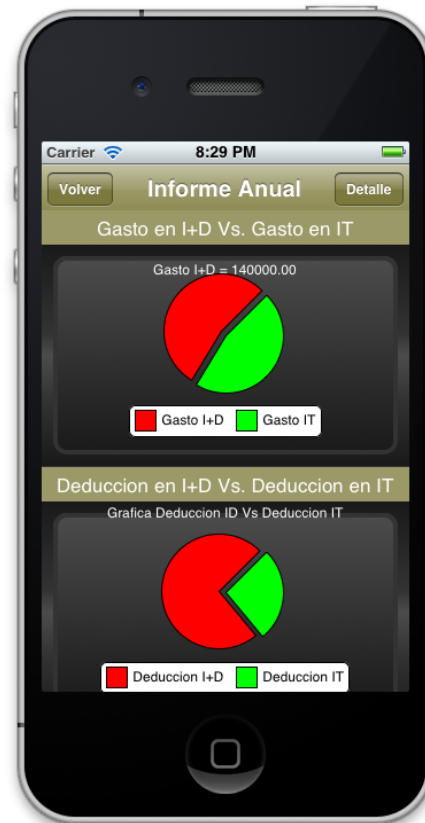 Carrier 8:29 PM
Volver Informe Anual Detalle
Gasto en I+D Vs. Gasto en IT
Gasto I+D = 140000.00
Gasto I+D Gasto IT
Deduccion en I+D Vs. Deduccion en IT
Grafica Deduccion ID Vs Deduccion IT
Deduccion I+D Deduccion IT